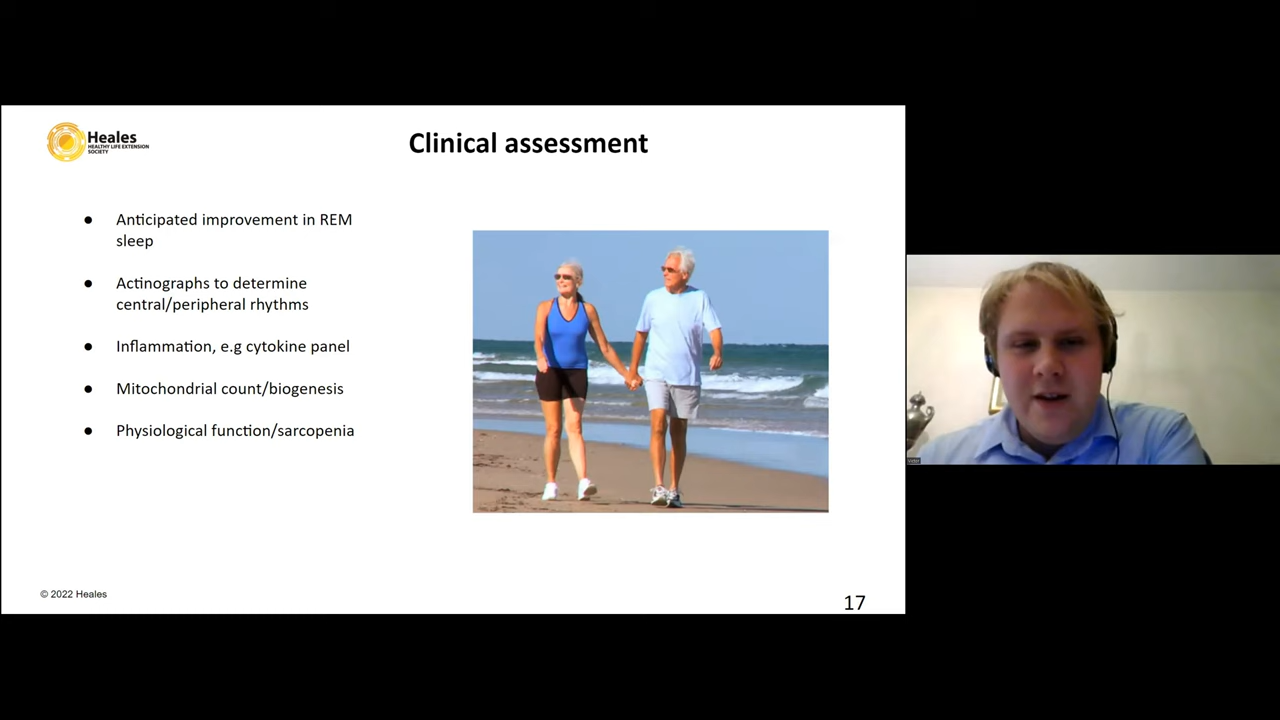 Heales
HEALTHY LIFE EXTENSION
SOCIETY
Clinical assessment
● Anticipated improvement in REM
sleep
● Actinographs to determine
central/peripheral rhythms
● Inflammation, e.g cytokine panel
● Mitochondrial count/biogenesis
● Physiological function/sarcopenia
© 2022 Heales
17